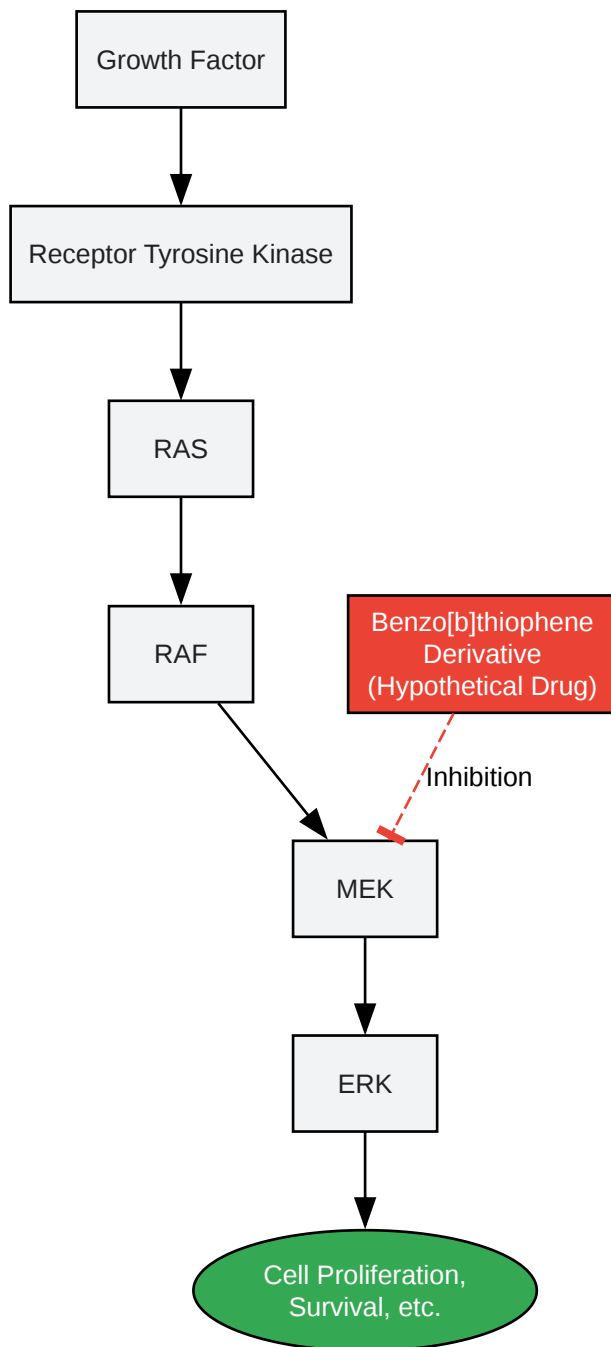 Growth Factor
Receptor Tyrosine Kinase
RAS
RAF
Benzo[b]thiophene
Derivative
(Hypothetical Drug)
Inhibition
MEK
ERK
Cell Proliferation,
Survival, etc.